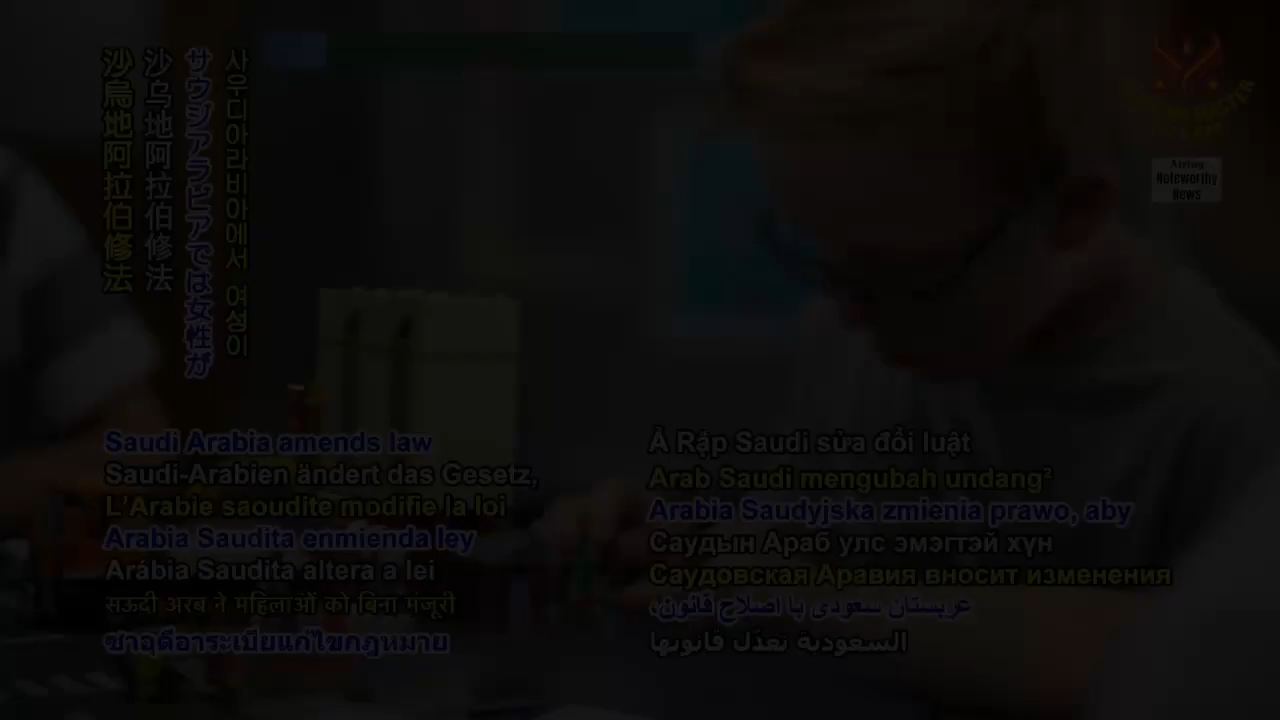 沙烏地阿拉伯修法
沙乌地阿拉伯修法
サウジアラビアでは女性が
사우디아라비아에서 여성이
Noteworthy
News
Saudi Arabia amends law
Saudi-Arabien ändert das Gesetz,
L'Arabie saoudite modifie la loi
Arabia Saudita enmienda ley
Arábia Saudita altera a lei
सऊदी अरब ने महिलाओं को बिना मंजूरी
ซาอุดีอาระเบียแก้ไขกฎหมาย
Ả Rập Saudi sửa đổi luật
Arab Saudi mengubah undang²
Arabia Saudyjska zmienia prawo, aby
Саудын Араб улс эмэгтэй хүн
Саудовская Аравия вносит изменения
عربستان سعودی با اصلاح قانون،
السعودية تعدّل قانونها